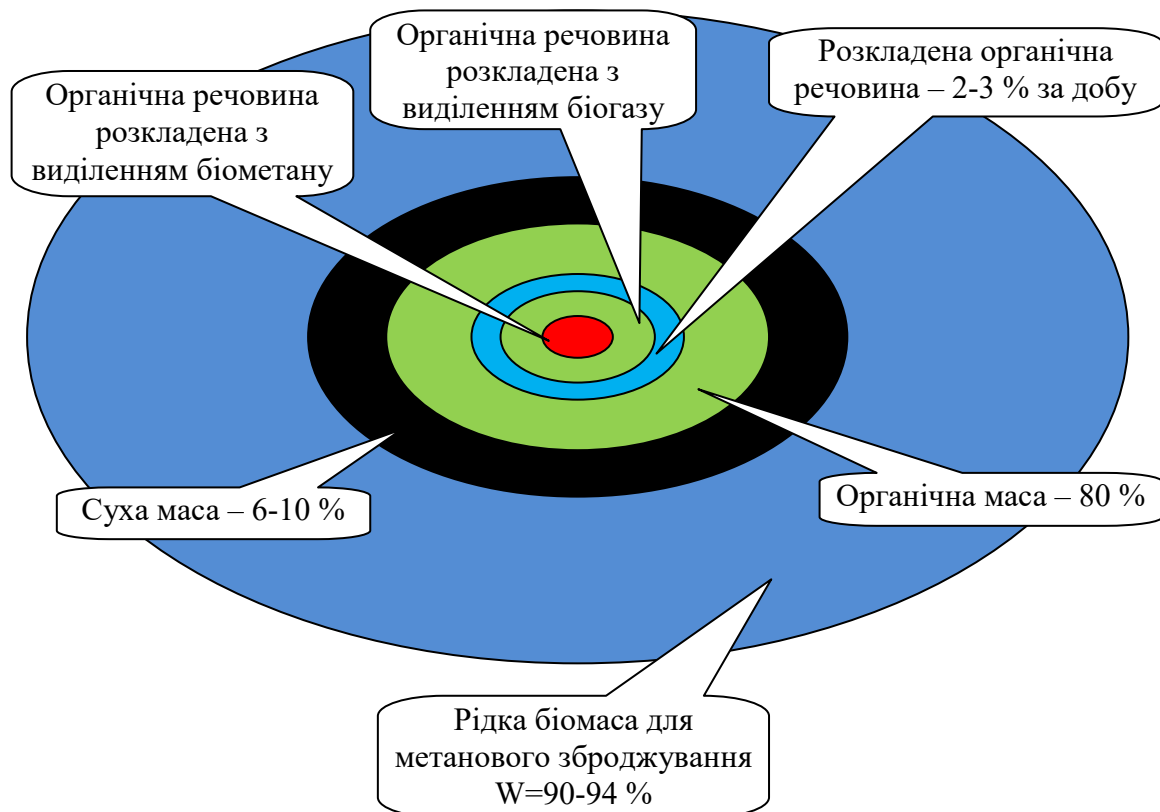 Органічна речовина
розкладена з
виділенням біометану
Органічна речовина
розкладена з
виділенням біогазу
Розкладена органічна
речовина – 2-3 % за добу
Суха маса – 6-10 %
Органічна маса – 80 %
Рідка біомаса для
метанового зброджування
W=90-94 %